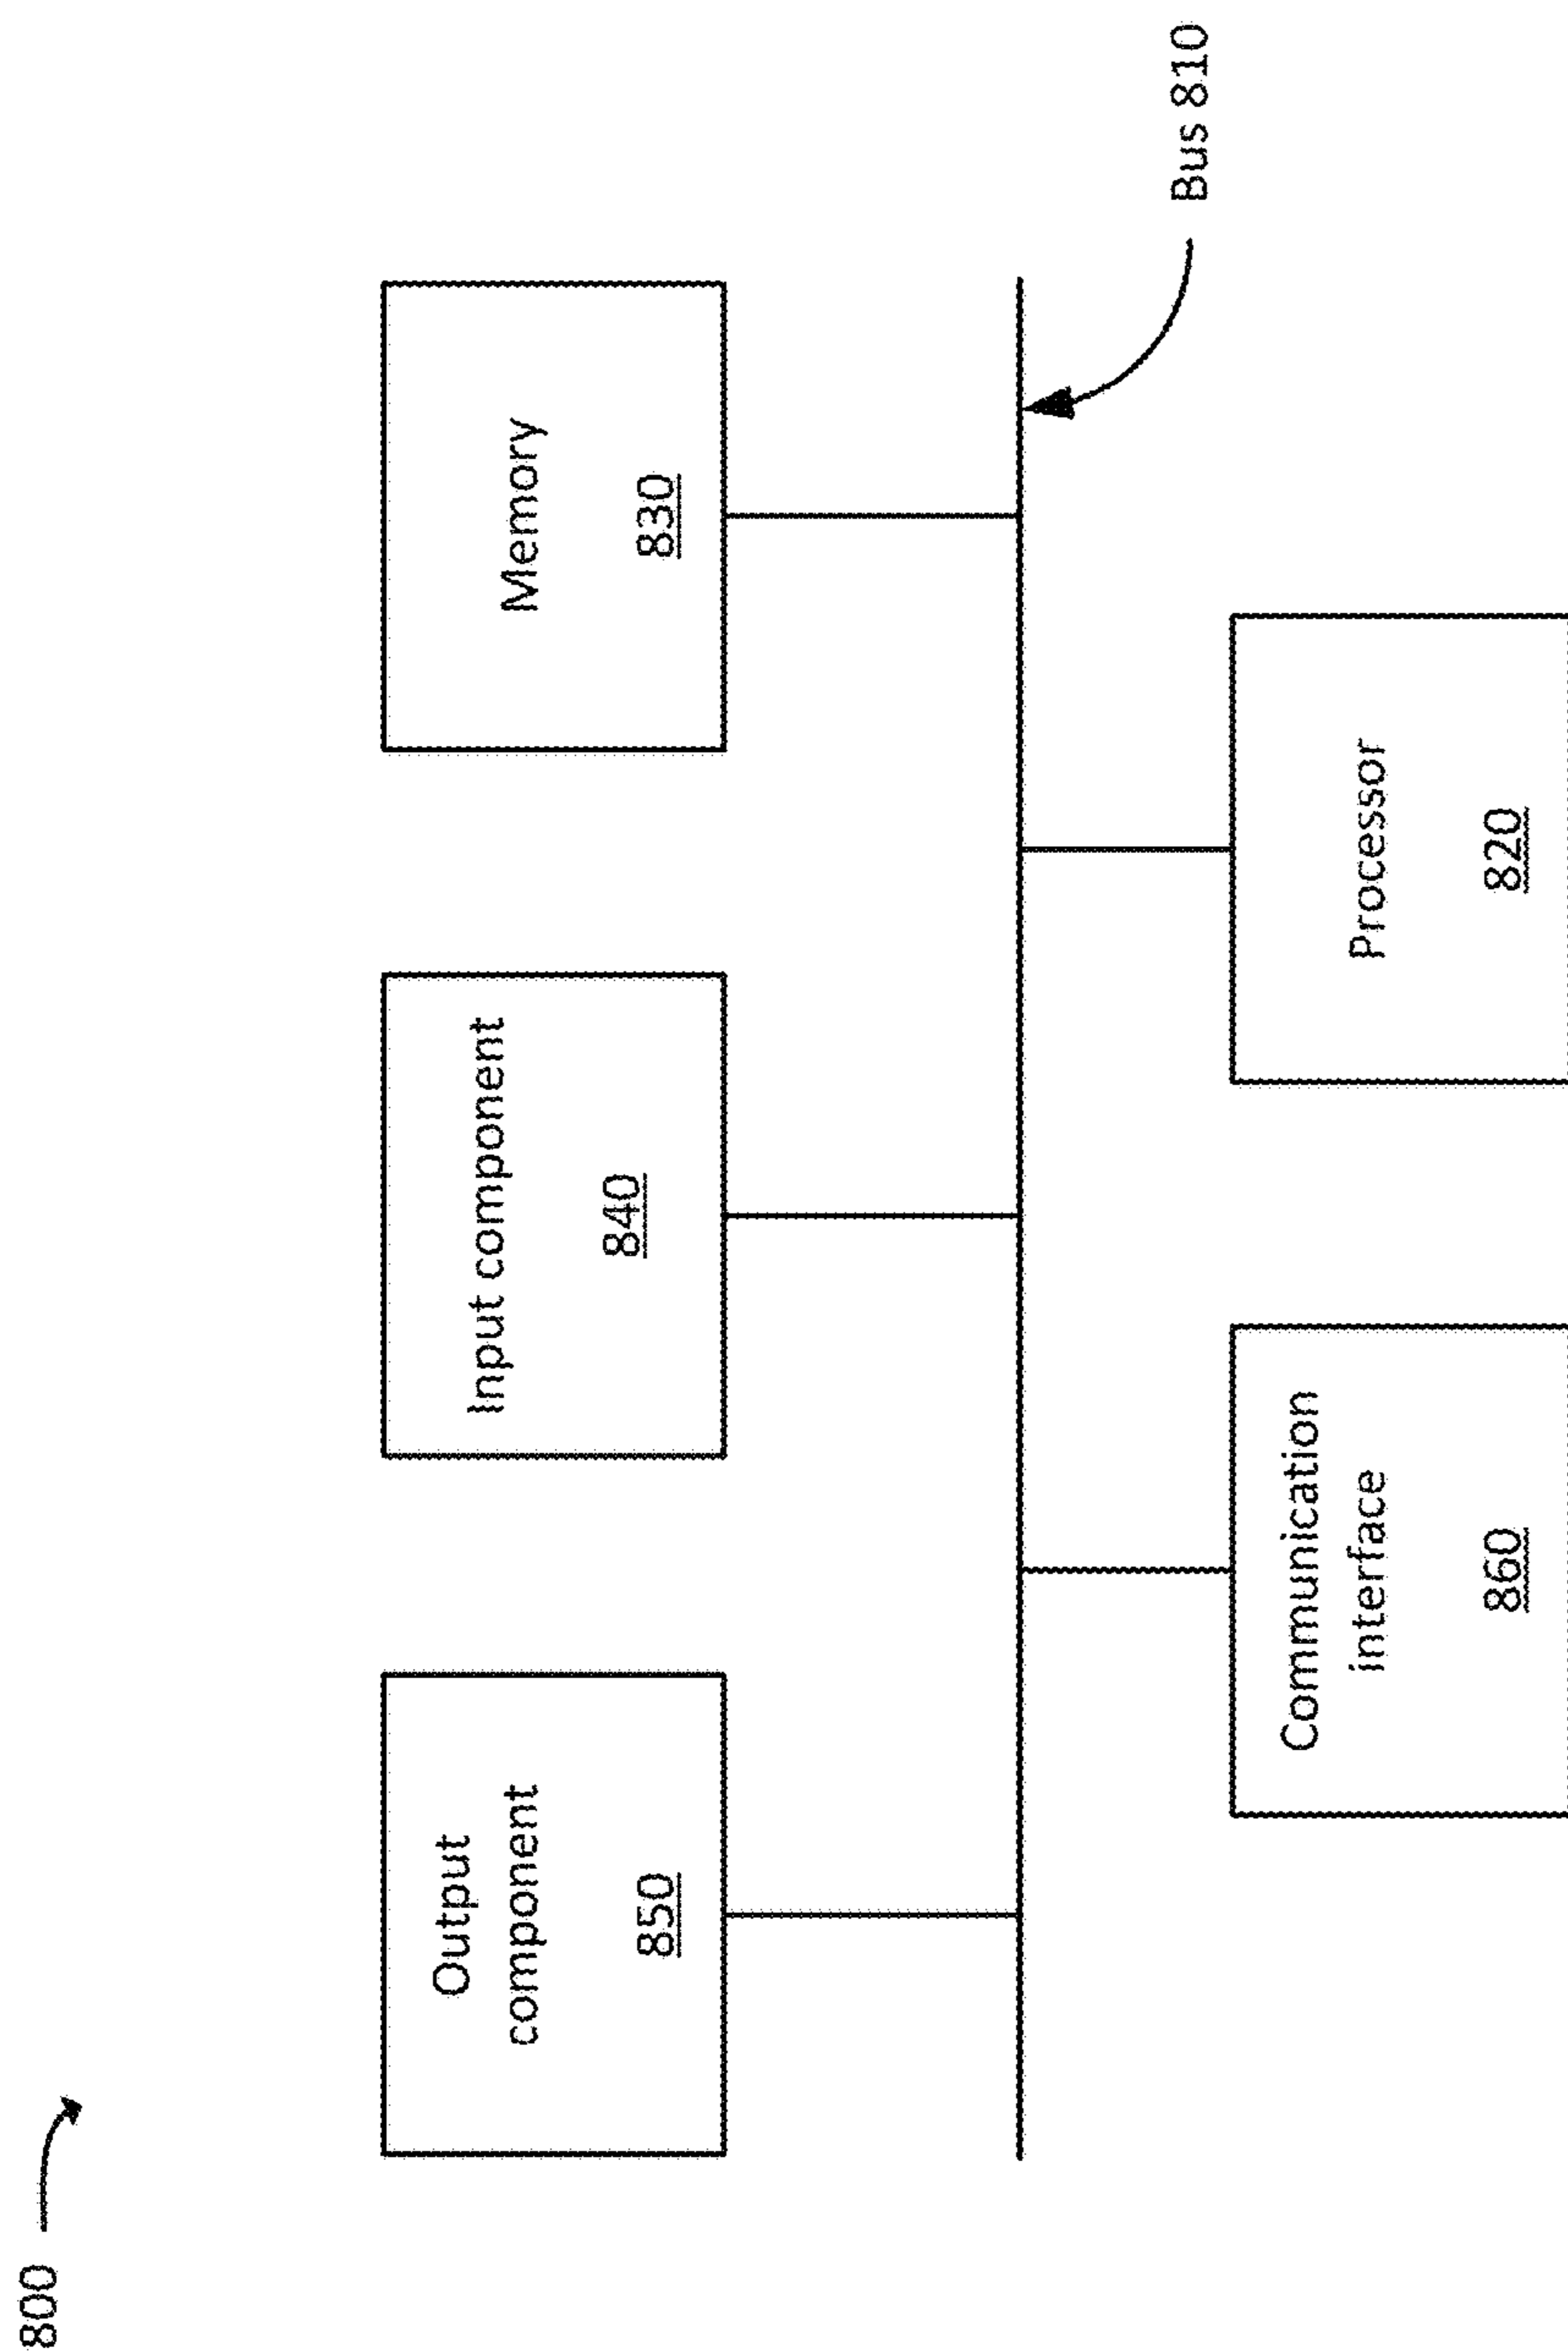 800
Output
component
850
Input component
840
Memory
830
Bus 810
Communication
interface
860
Processor
820